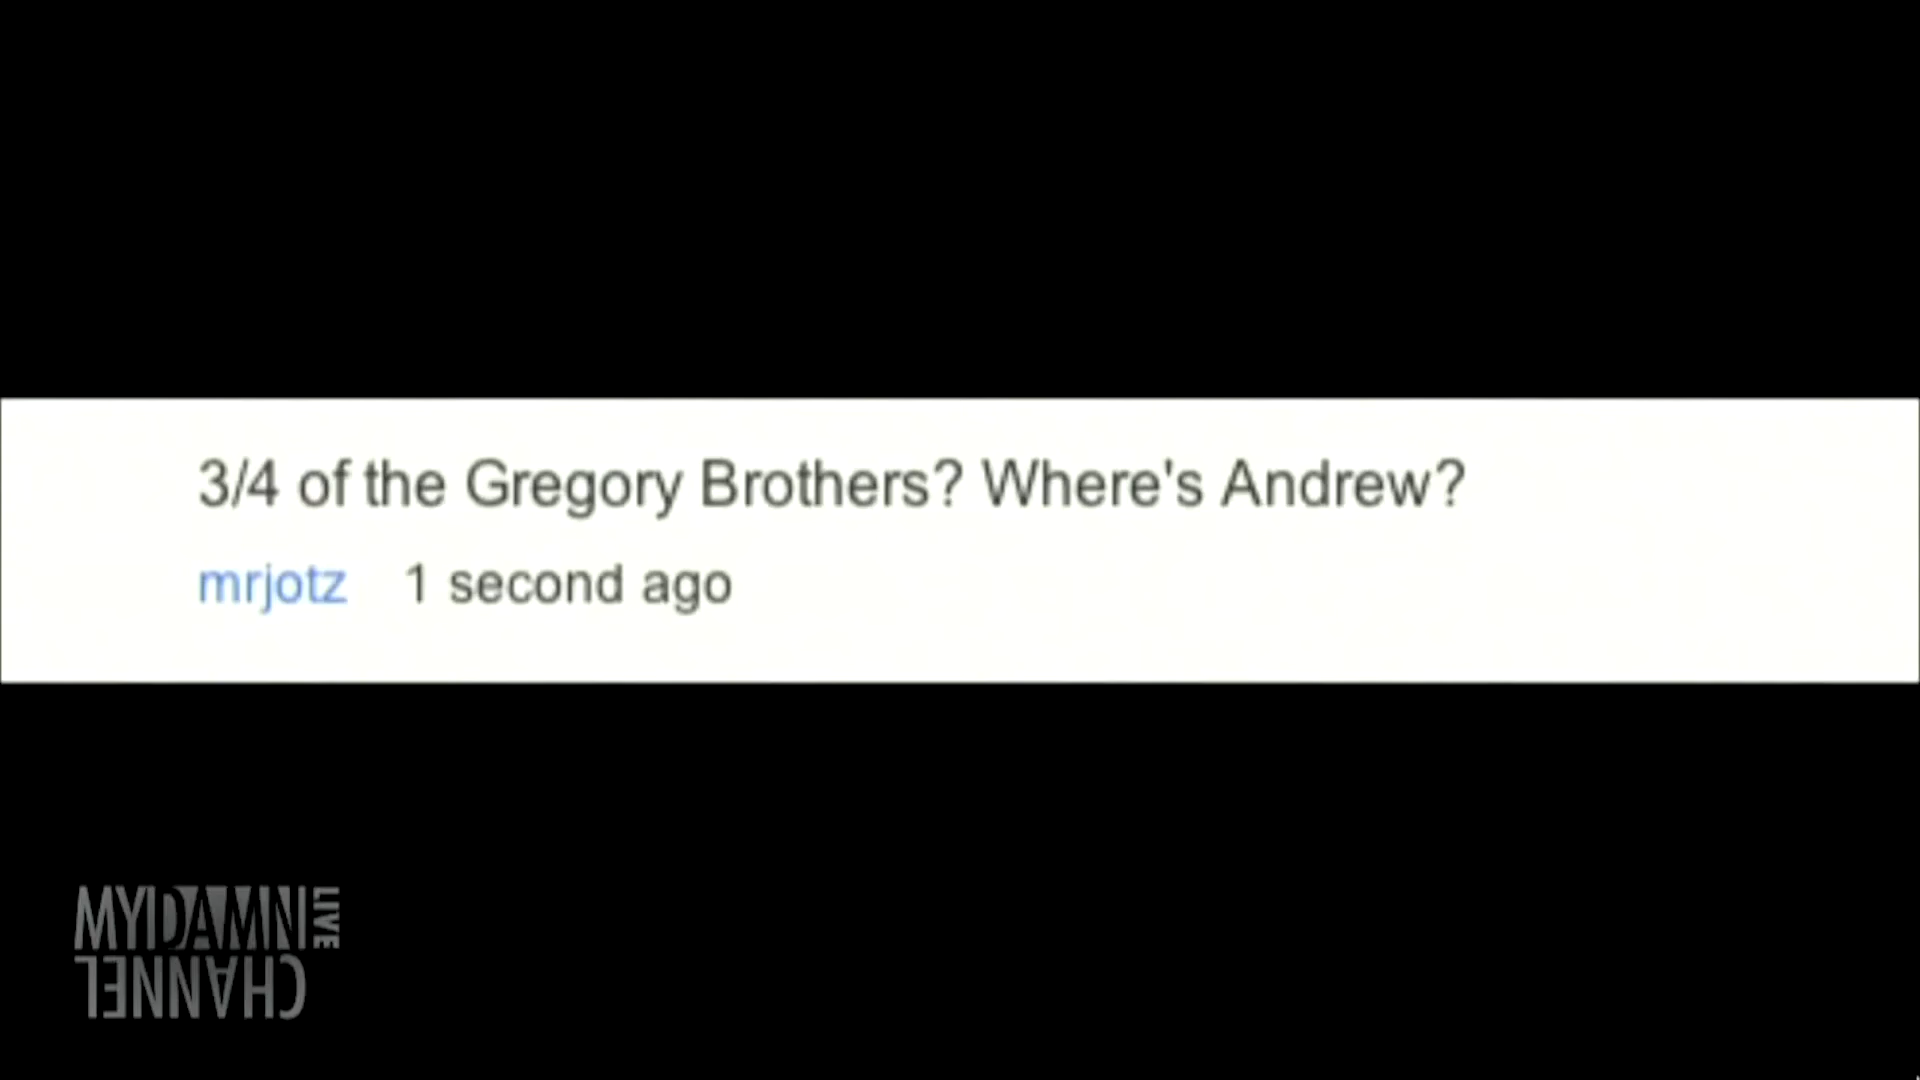 3/4 of the Gregory Brothers? Where's Andrew?
mrjotz 1 second ago
MYDAMN LIVE
CHANNEL